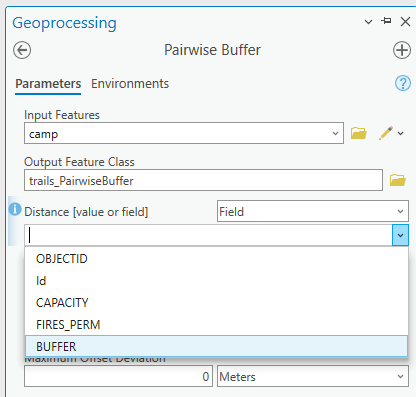 Geoprocessing
Pairwise Buffer
Parameters Environments
?
Input Features
camp
Output Feature Class
trails_PairwiseBuffer
Distance [value or field] Field
OBJECTID
Id
CAPACITY
FIRES_PERM
BUFFER
Maximum Offset Deviation
0 Meters